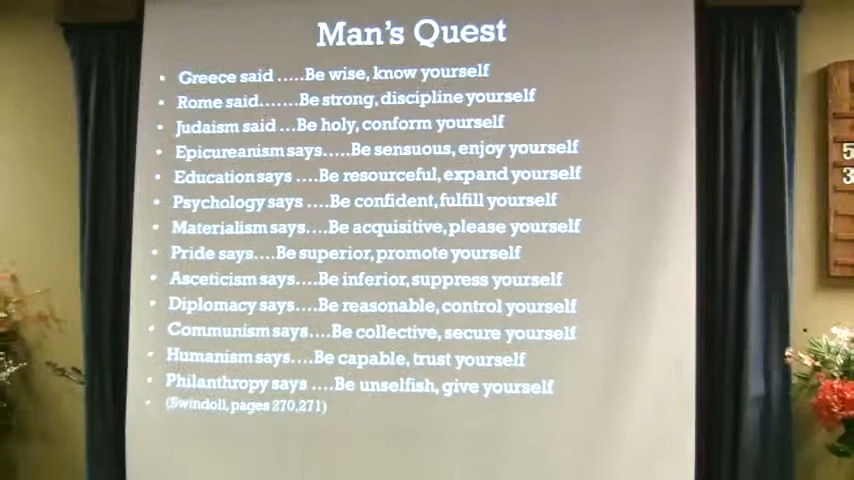 Man's Quest
• Greece said .....Be wise, know yourself
• Rome said.......Be strong, discipline yourself
• Judaism said ...Be holy, conform yourself
• Epicureanism says.....Be sensuous, enjoy yourself
• Education says ....Be resourceful, expand yourself
• Psychology says ....Be confident, fulfill yourself
• Materialism says....Be acquisitive, please yourself
• Pride says....Be superior, promote yourself
• Asceticism says....Be inferior, suppress yourself
• Diplomacy says....Be reasonable, control yourself
• Communism says....Be collective, secure yourself
• Humanism says....Be capable, trust yourself
• Philanthropy says ....Be unselfish, give yourself
• (Swindoll, pages 270,271)
5
3